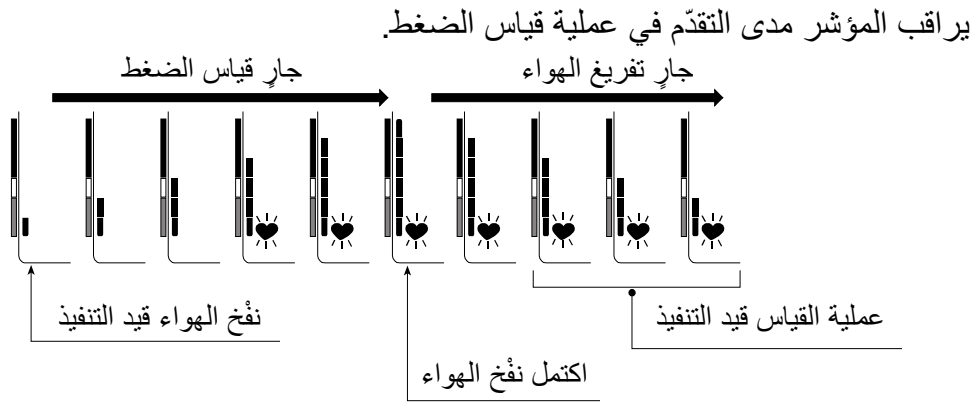 يراقب المؤشر مدى التقدّم في عملية قياس الضغط.
جارٍ قياس الضغط
جارٍ تفريغ الهواء
نفْخ الهواء قيد التنفيذ
عملية القياس قيد التنفيذ
اكتمل نفْخ الهواء